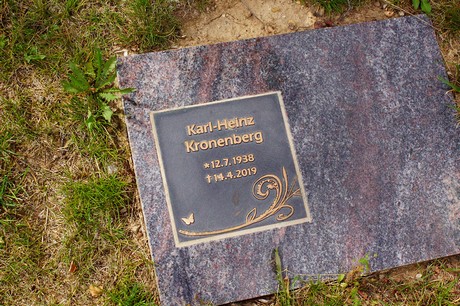 Karl-Heinz
Kronenberg
*12.7.1938
†14.4.2019